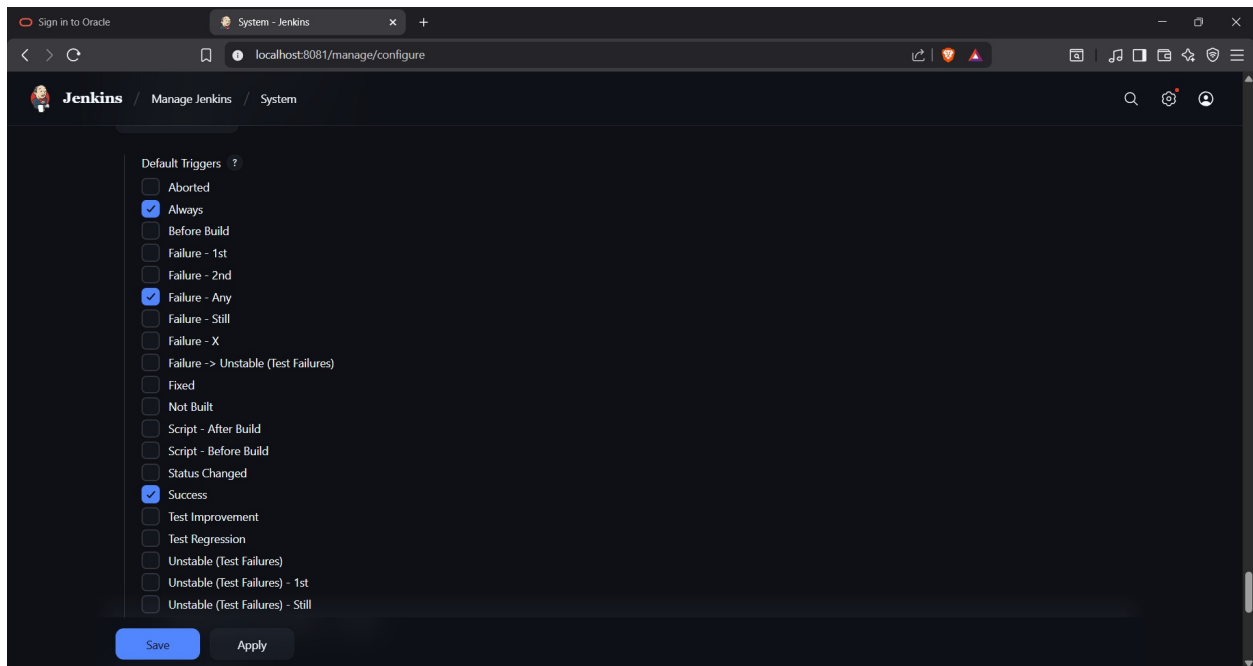 Sign in to Oracle
System - Jenkins
localhost:8081/manage/configure
Jenkins / Manage Jenkins / System
Default Triggers ?
Aborted
Always
Before Build
Failure - 1st
Failure - 2nd
Failure - Any
Failure - Still
Failure - X
Failure -> Unstable (Test Failures)
Fixed
Not Built
Script - After Build
Script - Before Build
Status Changed
Success
Test Improvement
Test Regression
Unstable (Test Failures)
Unstable (Test Failures) - 1st
Unstable (Test Failures) - Still
Save Apply